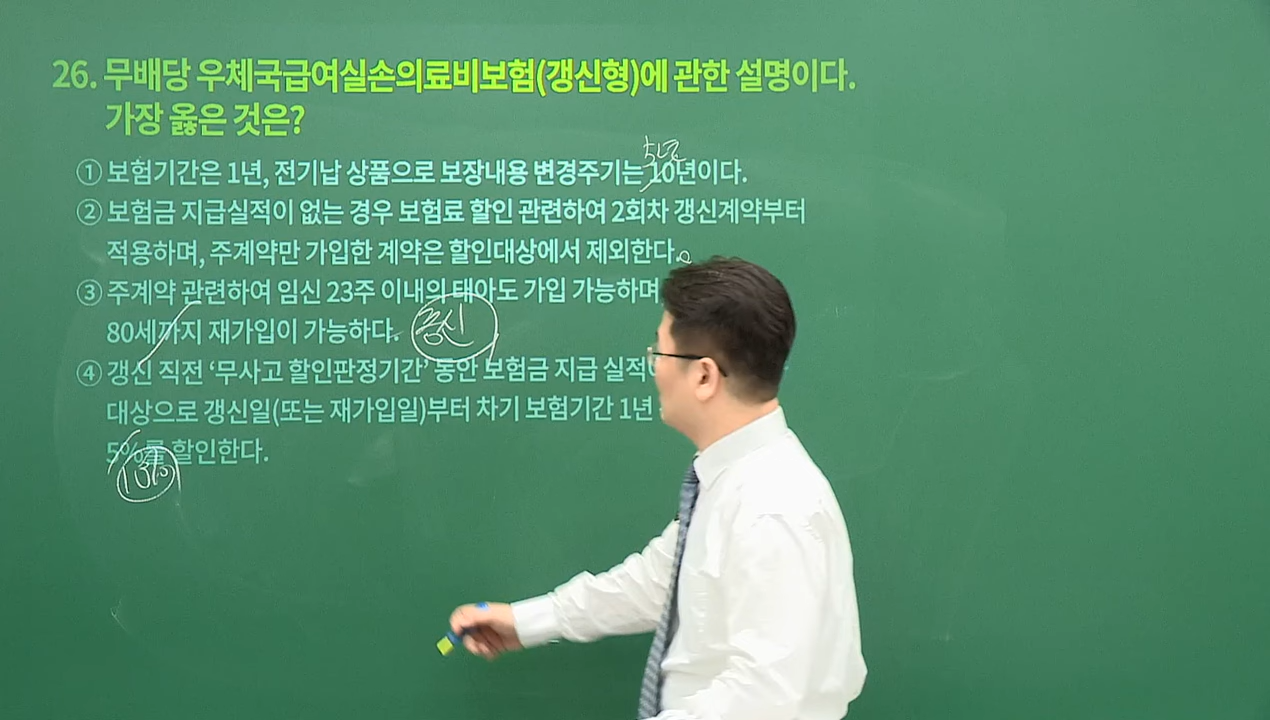 26. 무배당 우체국급여실손의료비보험(갱신형)에 관한 설명이다.
가장 옳은 것은?
5년
① 보험기간은 1년, 전기납 상품으로 보장내용 변경주기는 10년이다.
② 보험금 지급실적이 없는 경우 보험료 할인 관련하여 2회차 갱신계약부터
적용하며, 주계약만 가입한 계약은 할인대상에서 제외한다.
③ 주계약 관련하여 임신 23주 이내의 태아도 가입 가능하며
80세까지 재가입이 가능하다. 종신
④ 갱신 직전 ‘무사고 할인판정기간’ 동안 보험금 지급 실적
대상으로 갱신일(또는 재가입일)부터 차기 보험기간 1년
5%를 할인한다.
10%